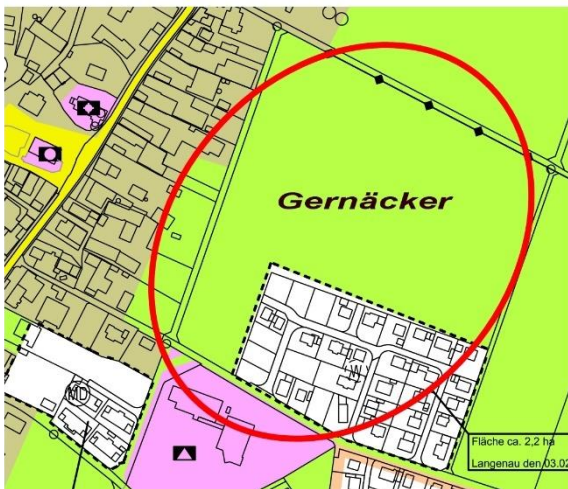 Gernäcker
W
MD
Fläche ca. 2,2 ha
Langenau den 03.02